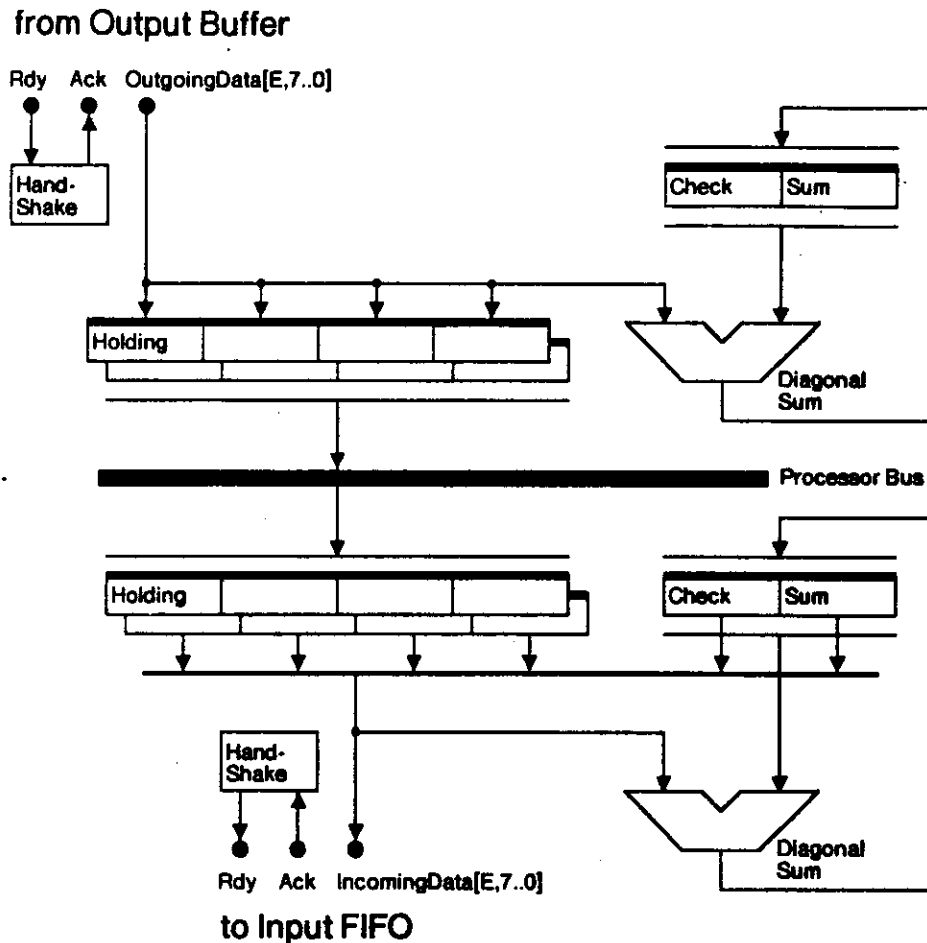 from Output Buffer
Rdy Ack OutgoingData[E,7..0]
Hand-
Shake
Check Sum
Holding
Diagonal
Sum
Processor Bus
Holding
Check Sum
Hand-
Shake
Diagonal
Sum
Rdy Ack IncomingData[E,7..0]
to Input FIFO